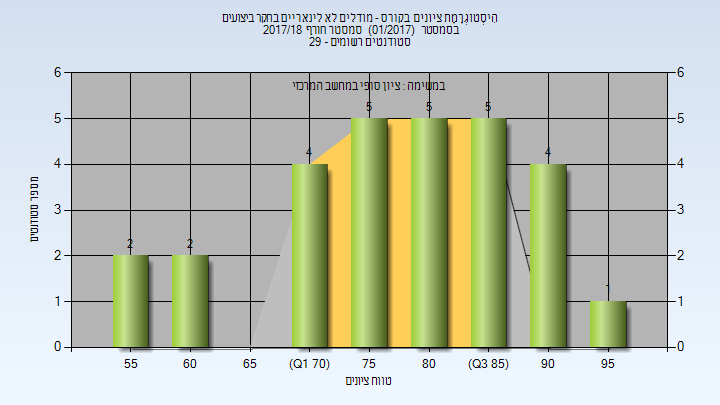 הִיסְטוֹגְרָמַת ציונים בקורס - מודלים לא לינאריים בחקר ביצועים
בסמסטר (01/2017) סמסטר חורף 2017/18
סטודנטים רשומים - 29
במשימה : ציון סופי במחשב המרכזי
6 6
5 5
4 4
3 3
2 2
1 1
0 0
2 2 4 5 5 5 4 1
55 60 65 (Q1 70) 75 80 (Q3 85) 90 95
מספר סטודנטים
טווח ציונים